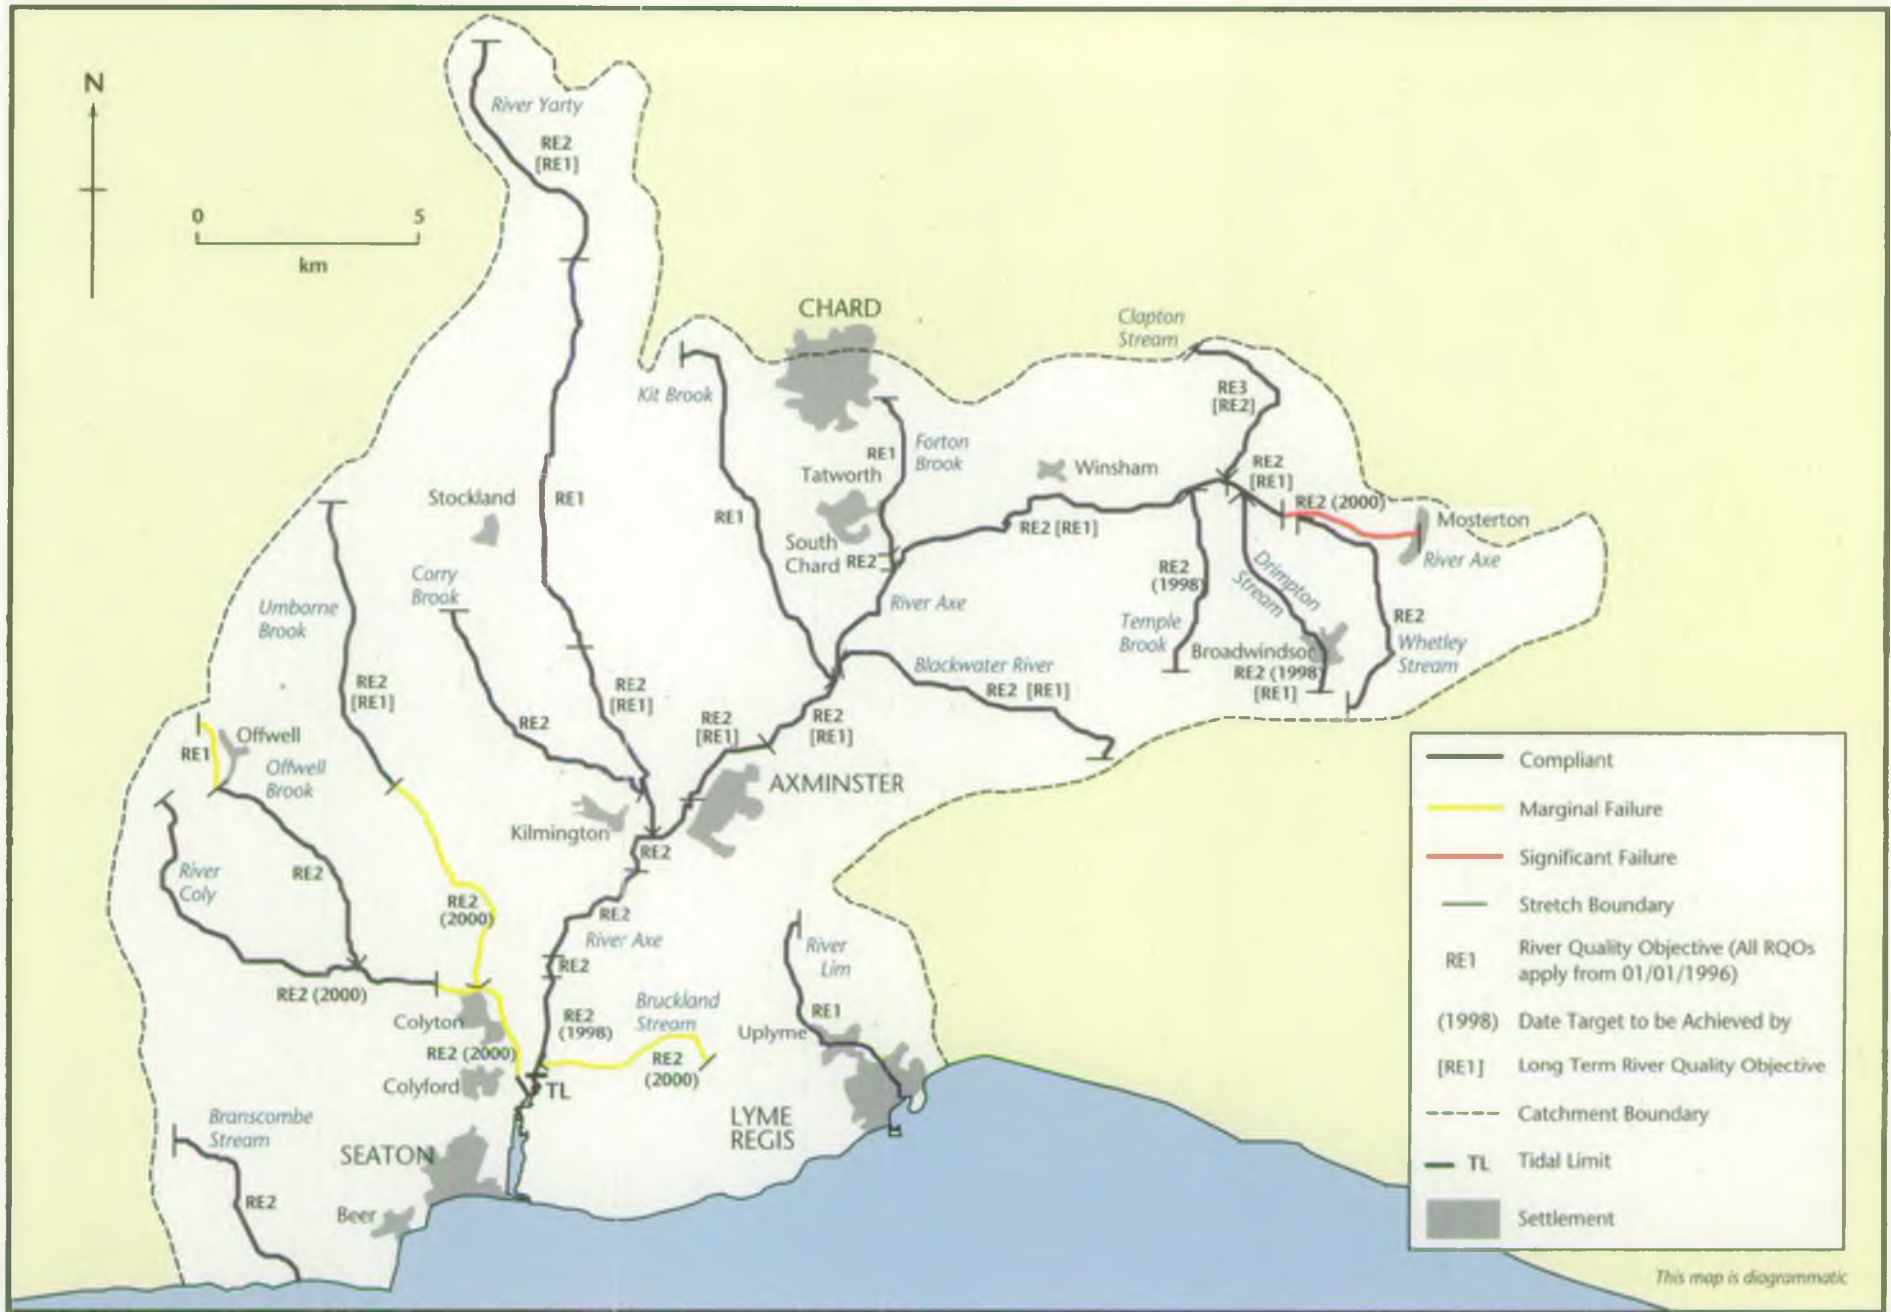 N
River Yarty
RE2
[RE1]
0 5
km
CHARD
Clapton
Stream
Kit Brook
RE3
[RE2]
RE1
Forton
Brook
Tatworth
Winsham
RE2
[RE1]
RE2 (2000)
Mosterton
River Axe
Stockland
RE1
RE1
RE2 [RE1]
South
Chard
RE2
RE2
(1998)
Drimpton
Stream
Corry
Brook
Umborne
Brook
River Axe
Temple
Brook
RE2
Whetley
Stream
Broadwindsor
RE2 (1998)
[RE1]
Blackwater River
RE2 [RE1]
RE2
[RE1]
RE2
[RE1]
RE2
RE2
[RE1]
RE2
[RE1]
Offwell
RE1
Offwell
Brook
AXMINSTER
Kilmington
RE2
River
Coly
RE2
RE2
(2000)
RE2
River Axe
RE2
River
Lim
RE2 (2000)
Bruckland
Stream
RE1
Uplyme
Colyton
RE2
(1998)
RE2 (2000)
RE2
(2000)
Colyford
TL
LYME
REGIS
Branscombe
Stream
SEATON
RE2
Beer
Compliant
Marginal Failure
Significant Failure
Stretch Boundary
RE1 River Quality Objective (All RQOs
apply from 01/01/1996)
(1998) Date Target to be Achieved by
[RE1] Long Term River Quality Objective
Catchment Boundary
TL Tidal Limit
Settlement
This map is diagrammatic